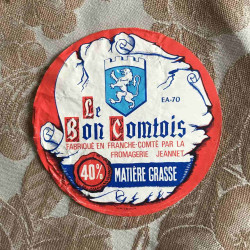 EA-70
Le
Bon Comtois
FABRIQUÉ EN FRANCHE-COMTÉ PAR LA
FROMAGERIE JEANNET
40% MATIÈRE GRASSE